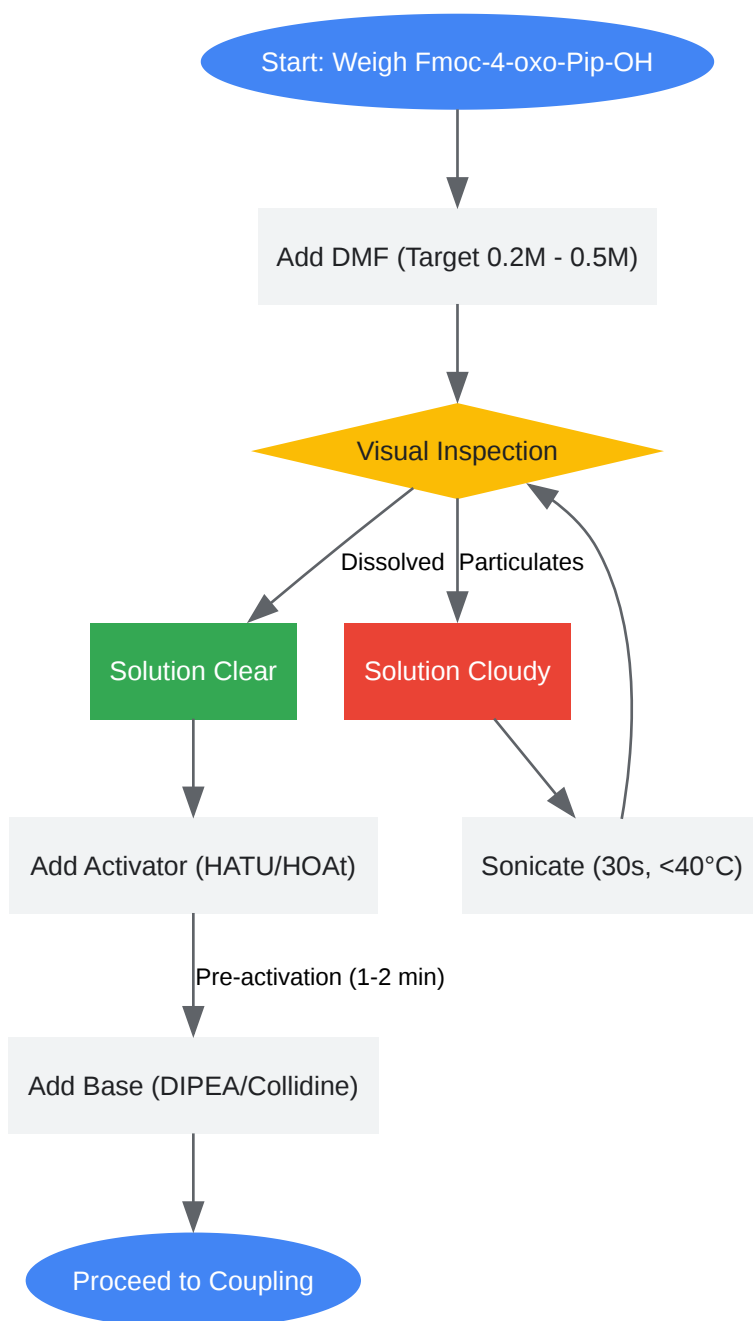 Start: Weigh Fmoc-4-oxo-Pip-OH
Add DMF (Target 0.2M - 0.5M)
Visual Inspection
Dissolved
Particulates
Solution Clear
Solution Cloudy
Add Activator (HATU/HOAt)
Sonicate (30s, <40°C)
Pre-activation (1-2 min)
Add Base (DIPEA/Collidine)
Proceed to Coupling